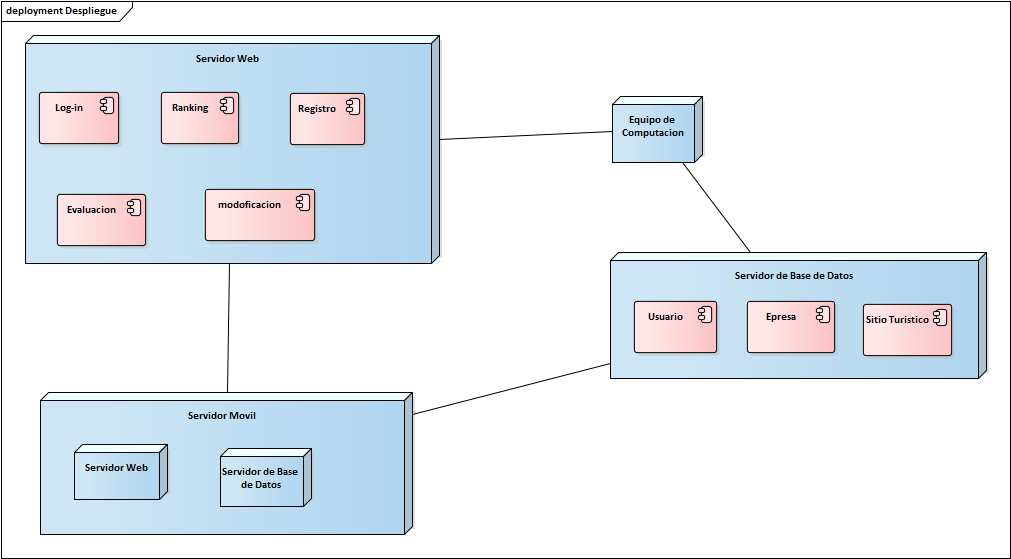 deployment Despliegue
Servidor Web
Log-in
Ranking
Registro
Evaluacion
modoficacion
Equipo de
Computacion
Servidor de Base de Datos
Usuario
Epresa
Sitio Turistico
Servidor Movil
Servidor Web
Servidor de Base
de Datos